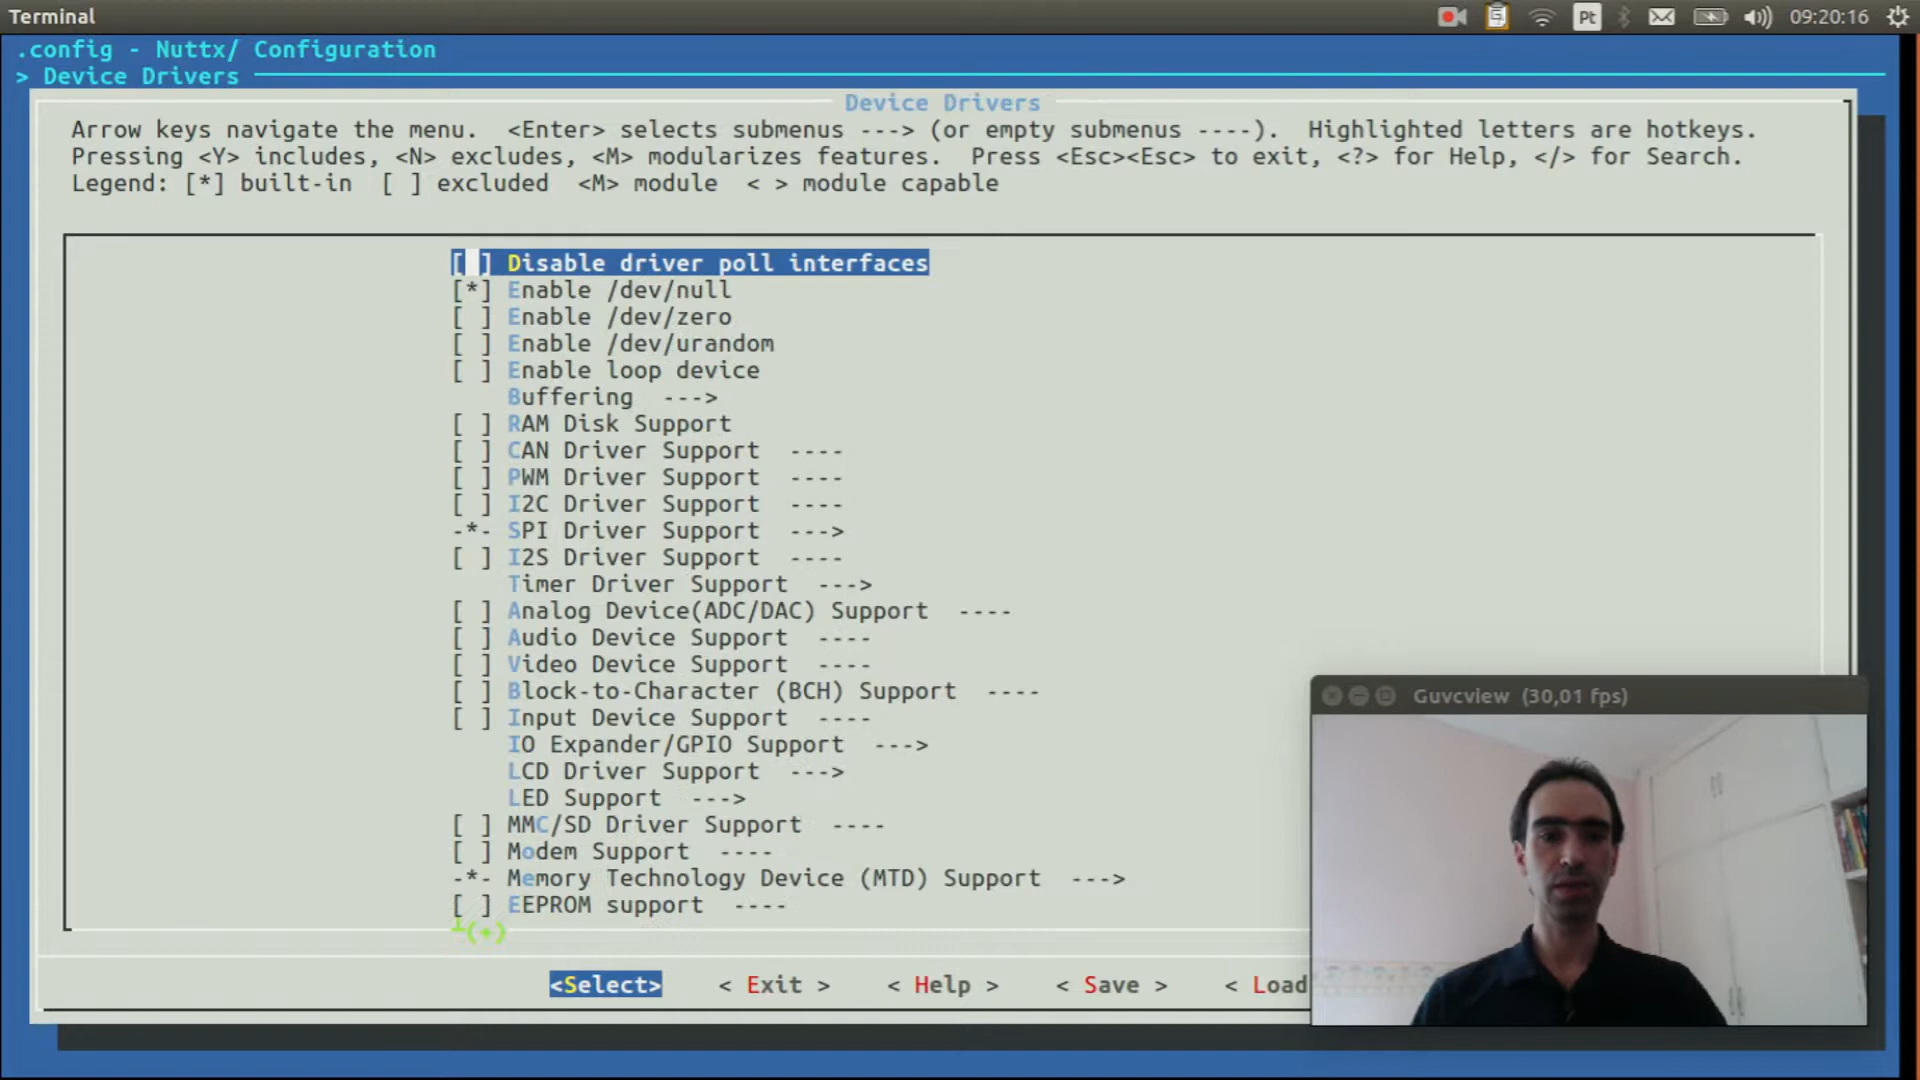 Terminal
Pt
09:20:16
.config - Nuttx/ Configuration
> Device Drivers
Device Drivers
Arrow keys navigate the menu.  <Enter> selects submenus ---> (or empty submenus ----).  Highlighted letters are hotkeys.
Pressing <Y> includes, <N> excludes, <M> modularizes features.  Press <Esc><Esc> to exit, <?> for Help, </> for Search.
Legend: [*] built-in  [ ] excluded  <M> module  < > module capable
[ ] Disable driver poll interfaces
[*] Enable /dev/null
[ ] Enable /dev/zero
[ ] Enable /dev/urandom
[ ] Enable loop device
Buffering  --->
[ ] RAM Disk Support
[ ] CAN Driver Support  ----
[ ] PWM Driver Support  ----
[ ] I2C Driver Support  ----
-*- SPI Driver Support  --->
[ ] I2S Driver Support  ----
Timer Driver Support  --->
[ ] Analog Device(ADC/DAC) Support  ----
[ ] Audio Device Support  ----
[ ] Video Device Support  ----
[ ] Block-to-Character (BCH) Support  ----
[ ] Input Device Support  ----
IO Expander/GPIO Support  --->
LCD Driver Support  --->
LED Support  --->
[ ] MMC/SD Driver Support  ----
[ ] Modem Support  ----
-*- Memory Technology Device (MTD) Support  --->
[ ] EEPROM support  ----
┴(+)
<Select>    < Exit >    < Help >    < Save >    < Load
Guvcview  (30,01 fps)